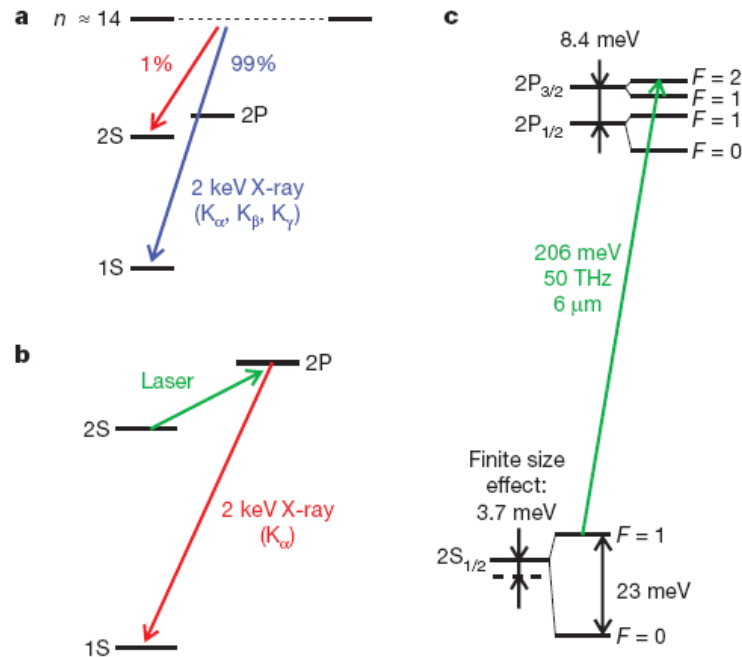 a
n ≈ 14
1%
99%
2P
2S
2 keV X-ray
(Kα, Kβ, Kγ)
1S
b
2P
Laser
2S
2 keV X-ray
(Kα)
1S
c
8.4 meV
2P3/2
F = 2
F = 1
2P1/2
F = 1
F = 0
206 meV
50 THz
6 μm
Finite size
effect:
3.7 meV
2S1/2
F = 1
23 meV
F = 0